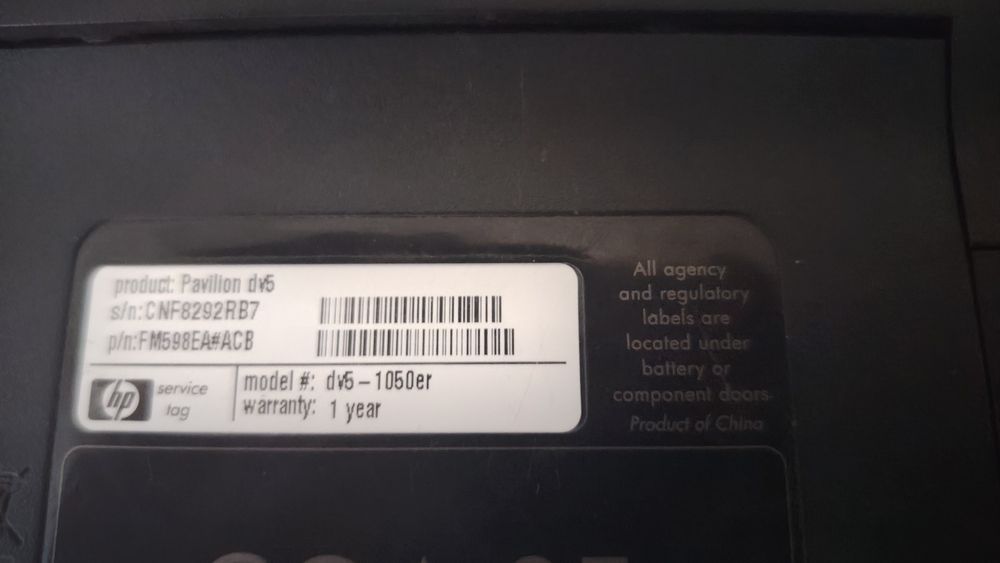 product: Pavilion dv5
s/n:CNF8292RB7
p/n:FM598EA#ACB
hp
service
tag
model #: dv5-1050er
warranty: 1 year
All agency
and regulatory
labels are
located under
battery or
component doors.
Product of China